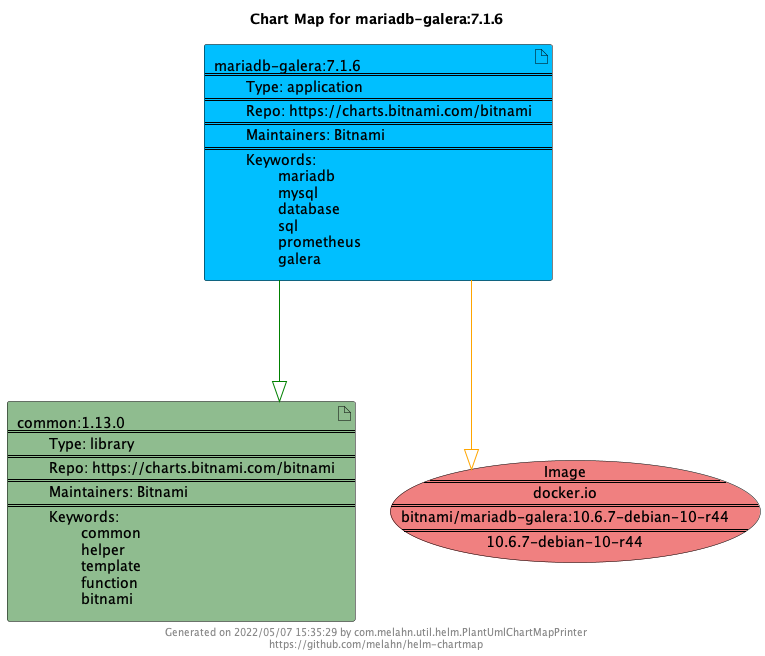 Chart Map for mariadb-galera:7.1.6
mariadb-galera:7.1.6
Type: application
Repo: https://charts.bitnami.com/bitnami
Maintainers: Bitnami
Keywords:
mariadb
mysql
database
sql
prometheus
galera
common:1.13.0
Type: library
Repo: https://charts.bitnami.com/bitnami
Maintainers: Bitnami
Keywords:
common
helper
template
function
bitnami
Image
docker.io
bitnami/mariadb-galera:10.6.7-debian-10-r44
10.6.7-debian-10-r44
Generated on 2022/05/07 15:35:29 by com.melahn.util.helm.PlantUmlChartMapPrinter
https://github.com/melahn/helm-chartmap